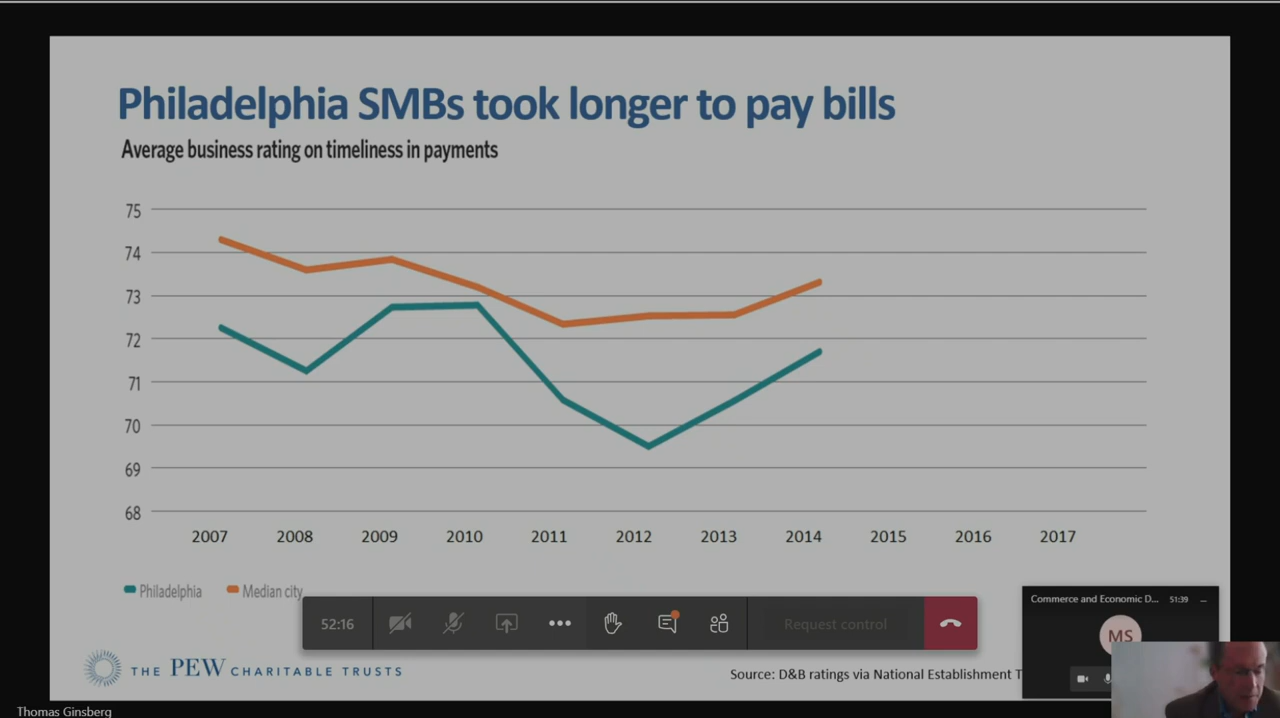 Philadelphia SMBs took longer to pay bills
Average business rating on timeliness in payments
75
74
73
72
71
70
69
68
2007 2008 2009 2010 2011 2012 2013 2014 2015 2016 2017
Philadelphia Median city
52:16 Request control
Commerce and Economic D... 51:39
MS
THE PEW CHARITABLE TRUSTS
Source: D&B ratings via National Establishment T
Thomas Ginsberg